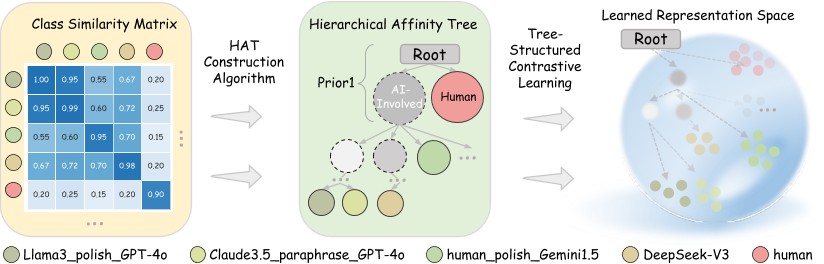 Class Similarity Matrix
1.00 0.95 0.55 0.67 0.20
0.95 0.99 0.60 0.72 0.25
0.55 0.60 0.95 0.70 0.15
0.67 0.72 0.70 0.98 0.20
0.20 0.25 0.15 0.20 0.90
...
HAT
Construction
Algorithm
Hierarchical Affinity Tree
Root
Prior1
AI-
Involved
Human
...
Tree-
Structured
Contrastive
Learning
Learned Representation Space
Root
...
Llama3_polish_GPT-4o
Claude3.5_paraphrase_GPT-4o
human_polish_Gemini1.5
DeepSeek-V3
human